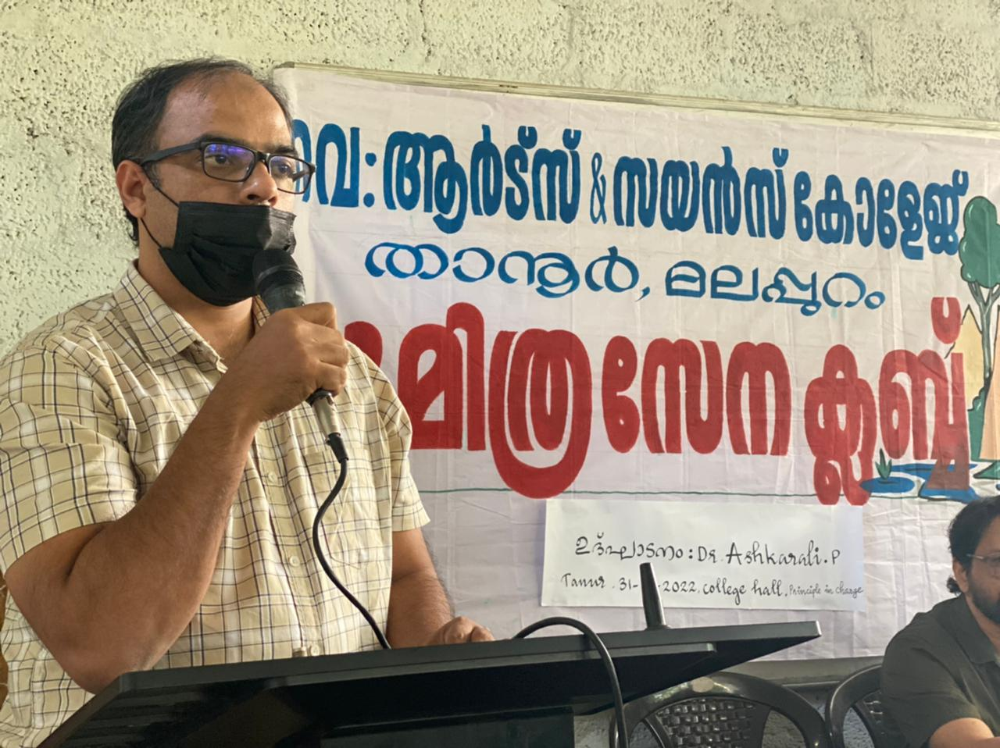 വ: ആർട്സ് & സയൻസ് കോളേജ്
താനൂർ, മലപ്പുറം
മിത്ര സേന ക്ലബ്ബ്
ഉദ്ഘാടനം : Dr. Ashkarali. P
Tanur. 31- -2022. College hall, Principle in charge